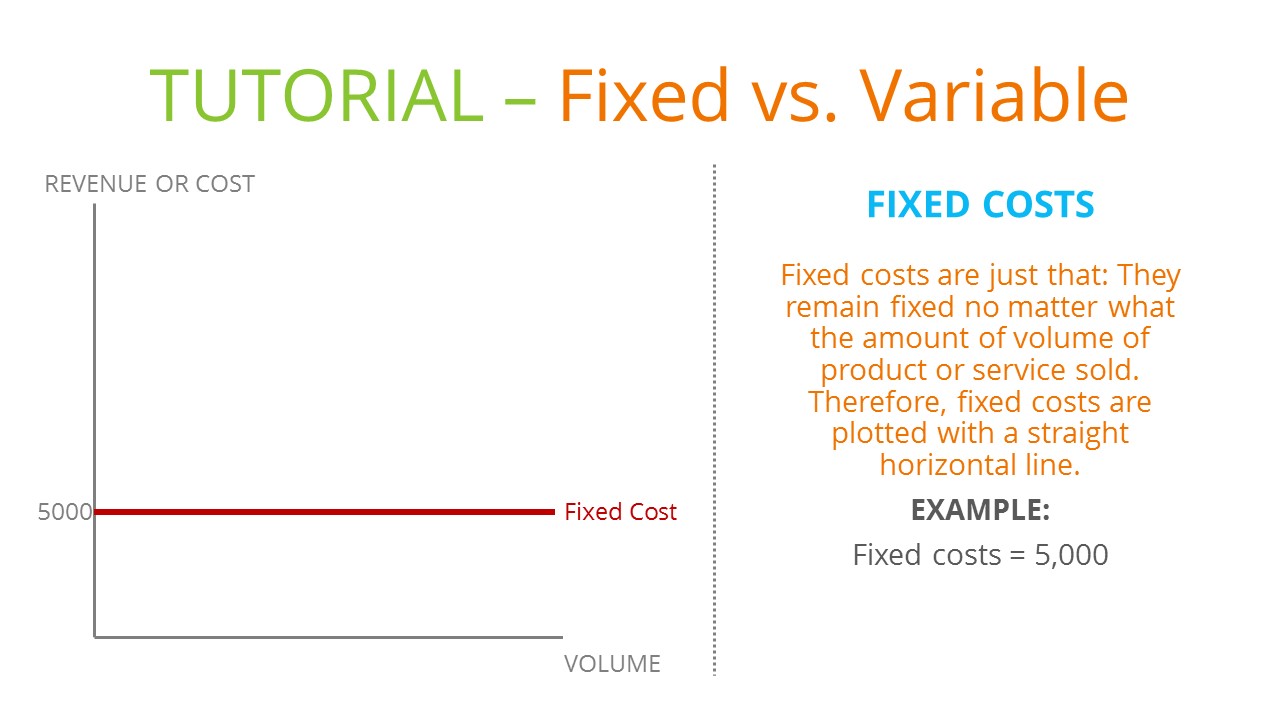 TUTORIAL – Fixed vs. Variable
REVENUE OR COST
5000
Fixed Cost
VOLUME
FIXED COSTS
Fixed costs are just that: They
remain fixed no matter what
the amount of volume of
product or service sold.
Therefore, fixed costs are
plotted with a straight
horizontal line.
EXAMPLE:
Fixed costs = 5,000